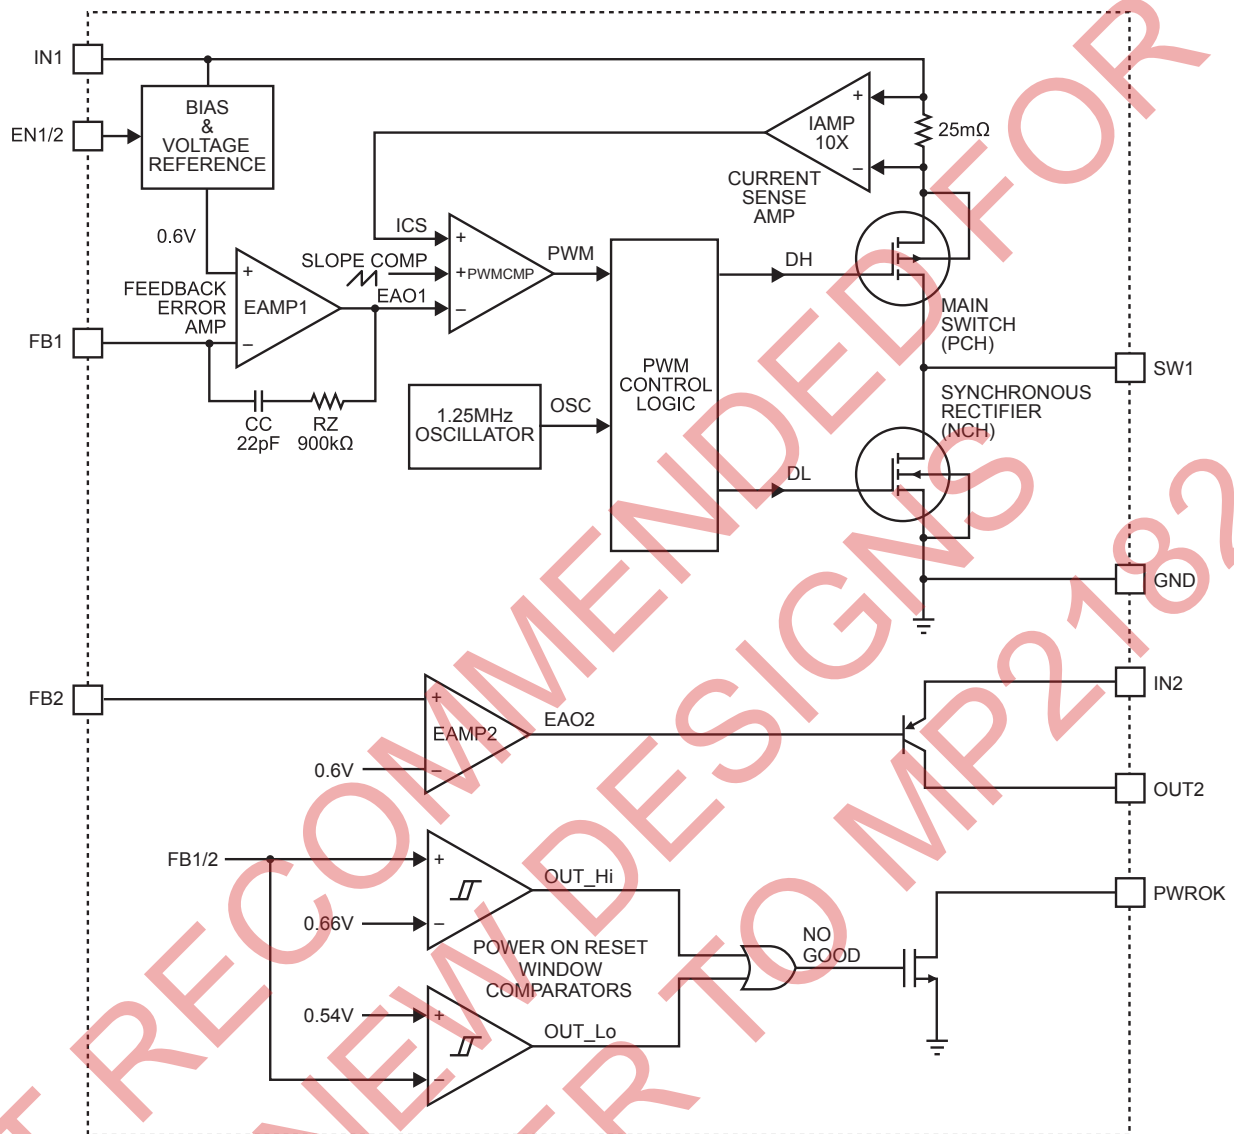 IN1
BIAS
&
VOLTAGE
REFERENCE
EN1/2
0.6V
+
IAMP
10X
–
25mΩ
CURRENT
SENSE
AMP
ICS
+
SLOPE COMP
+PWMCMP
–
EAO1
PWM
FEEDBACK
ERROR
AMP
+
EAMP1
–
FB1
CC
22pF
RZ
900kΩ
1.25MHz
OSCILLATOR
OSC
PWM
CONTROL
LOGIC
DH
MAIN
SWITCH
(PCH)
SW1
SYNCHRONOUS
RECTIFIER
(NCH)
DL
GND
FB2
+
EAMP2
–
0.6V
EAO2
IN2
OUT2
FB1/2
+
–
0.66V
OUT_Hi
POWER ON RESET
WINDOW
COMPARATORS
0.54V
+
–
OUT_Lo
NO
GOOD
PWROK
T RECOMMENDED FOR
NEW DESIGNS
ER TO MP2182